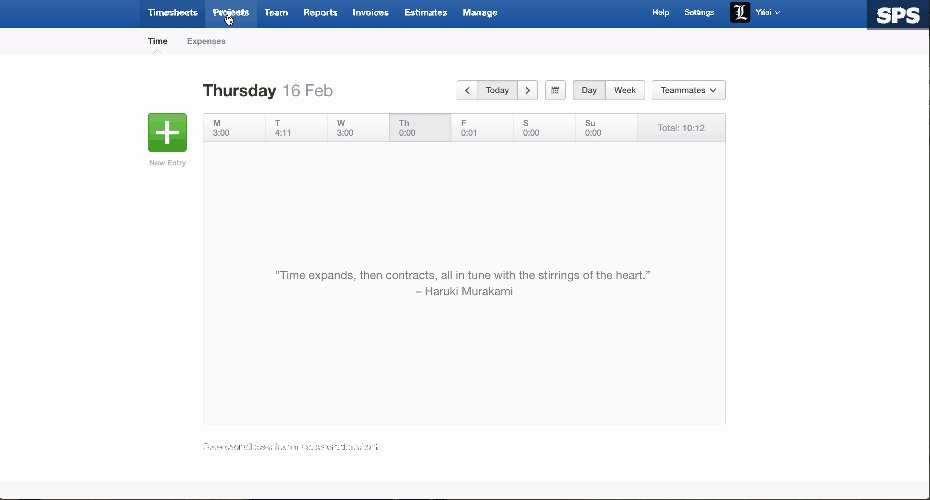 Timesheets Projects Team Reports Invoices Estimates Manage Help Settings SPS
Time Expenses
Thursday 16 Feb Today Day Week Teammates
M T W Th F S Su
3:00 4:11 3:00 0:00 0:01 0:00 0:00 Total: 10:12
New Entry
“Time expands, then contracts, all in tune with the stirrings of the heart.”
– Haruki Murakami